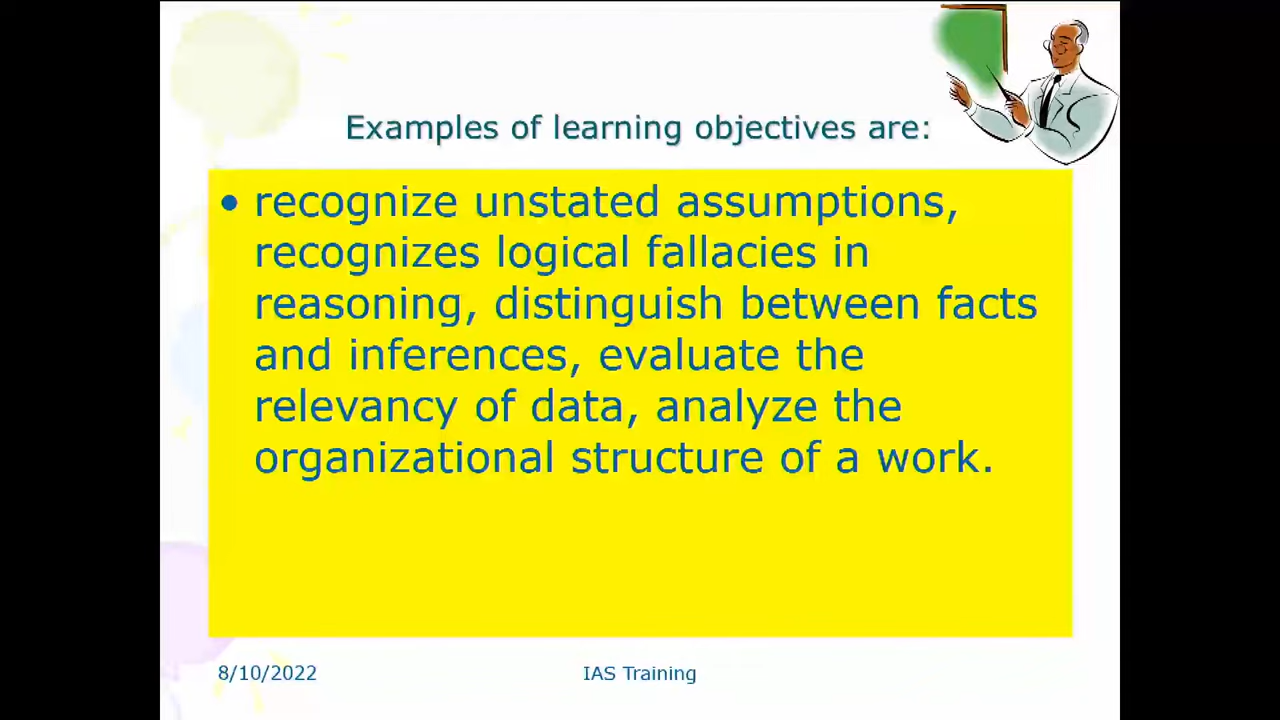 Examples of learning objectives are:
• recognize unstated assumptions,
recognizes logical fallacies in
reasoning, distinguish between facts
and inferences, evaluate the
relevancy of data, analyze the
organizational structure of a work.
8/10/2022
IAS Training